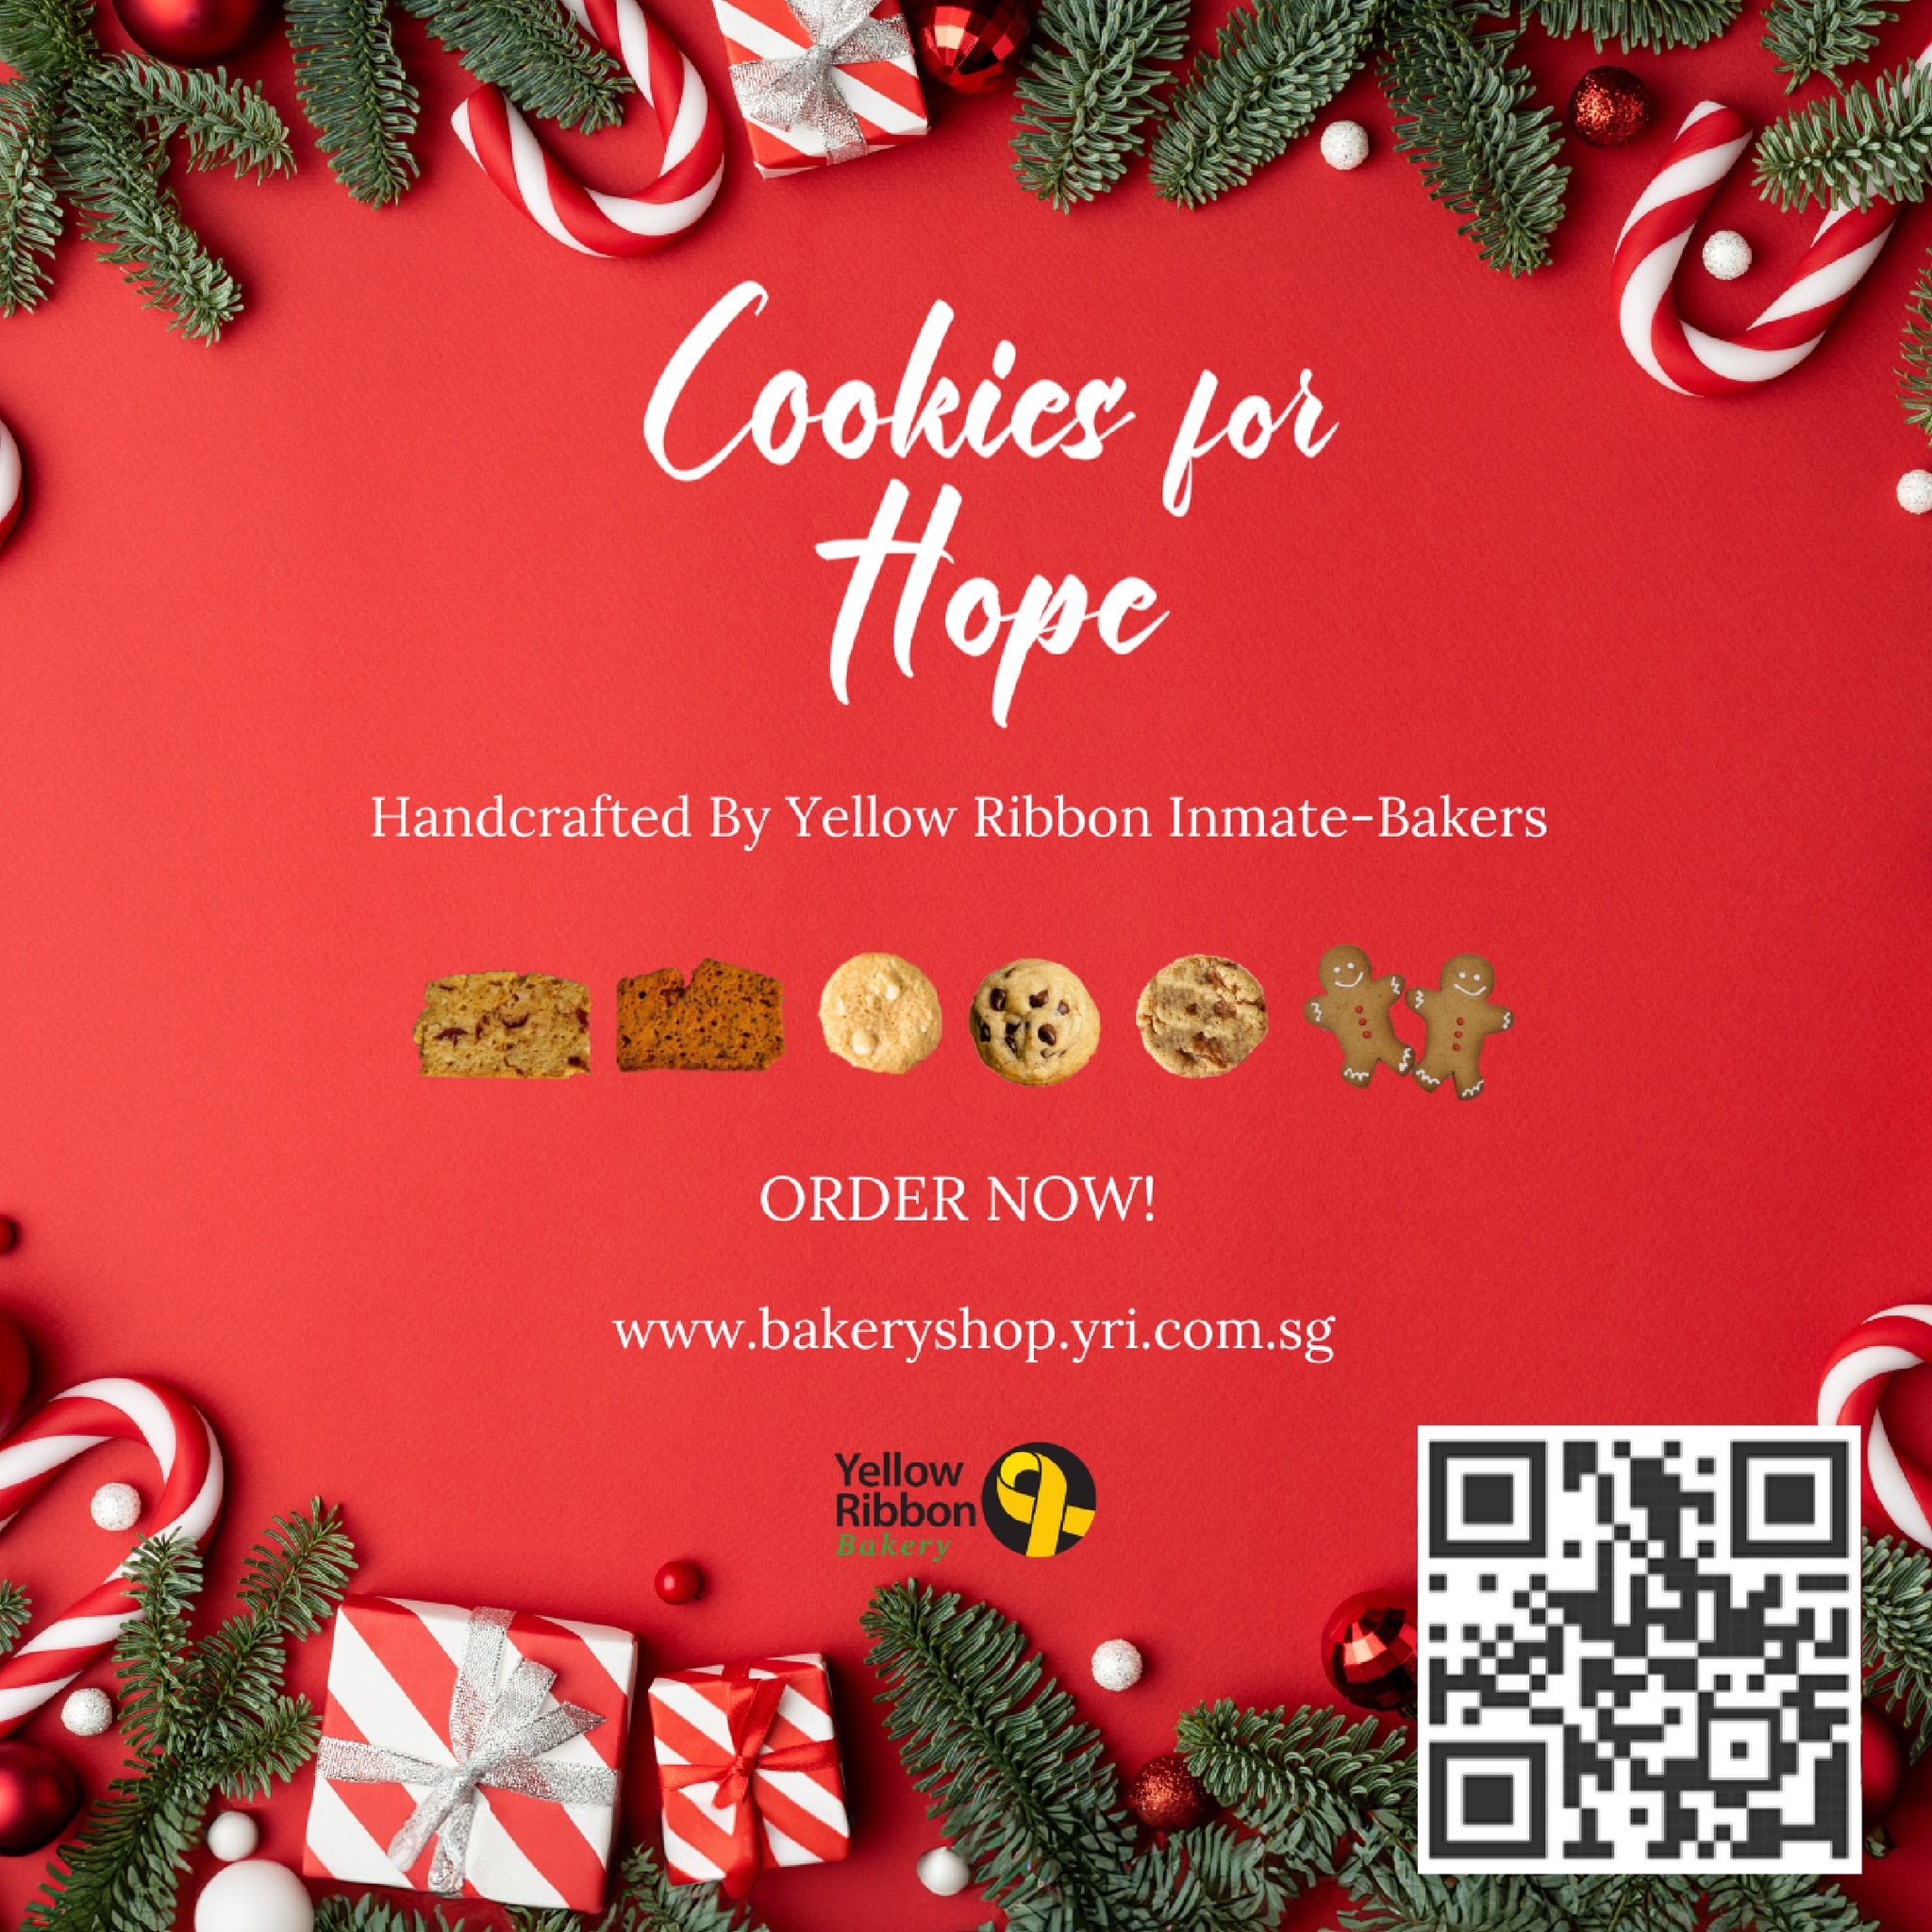 Cookies for
Hope
Handcrafted By Yellow Ribbon Inmate-Bakers
ORDER NOW!
www.bakeryshop.yri.com.sg
Yellow
Ribbon
Bakery